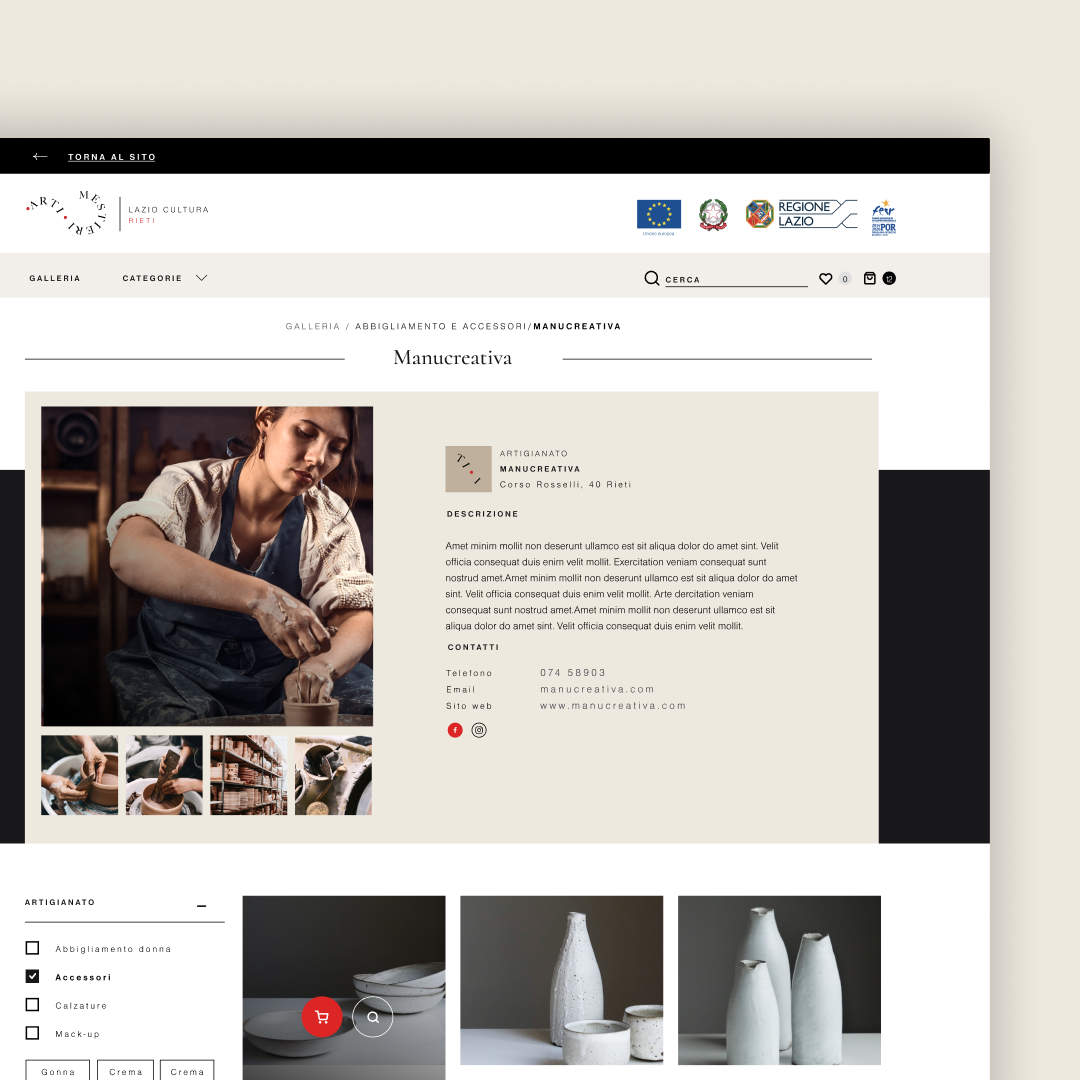 TORNA AL SITO
ARTI MESTIERI
LAZIO CULTURA
RIETI
Unione europea
REGIONE
LAZIO
fesr
POR
GALLERIA
CATEGORIE
CERCA
0
12
GALLERIA / ABBIGLIAMENTO E ACCESSORI/MANUCREATIVA
Manucreativa
TI I
ARTIGIANATO
MANUCREATIVA
Corso Rosselli, 40 Rieti
DESCRIZIONE
Amet minim mollit non deserunt ullamco est sit aliqua dolor do amet sint. Velit
officia consequat duis enim velit mollit. Exercitation veniam consequat sunt
nostrud amet.Amet minim mollit non deserunt ullamco est sit aliqua dolor do amet
sint. Velit officia consequat duis enim velit mollit. Arte dercitation veniam
consequat sunt nostrud amet.Amet minim mollit non deserunt ullamco est sit
aliqua dolor do amet sint. Velit officia consequat duis enim velit mollit.
CONTATTI
Telefono 074 58903
Email manucreativa.com
Sito web www.manucreativa.com
ARTIGIANATO
Abbigliamento donna
Accessori
Calzature
Mack-up
Gonna Crema Crema